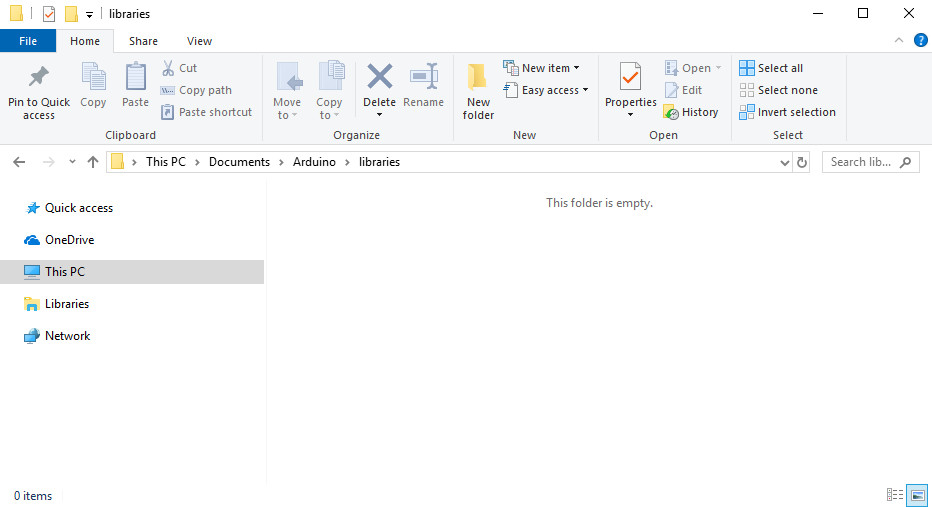 libraries
File Home Share View
Pin to Quick access
Copy
Paste
Cut
Copy path
Paste shortcut
Clipboard
Move to
Copy to
Delete
Rename
Organize
New folder
New item
Easy access
New
Properties
Open
Edit
History
Open
Select all
Select none
Invert selection
Select
This PC > Documents > Arduino > libraries
Search lib...
Quick access
OneDrive
This PC
Libraries
Network
This folder is empty.
0 items